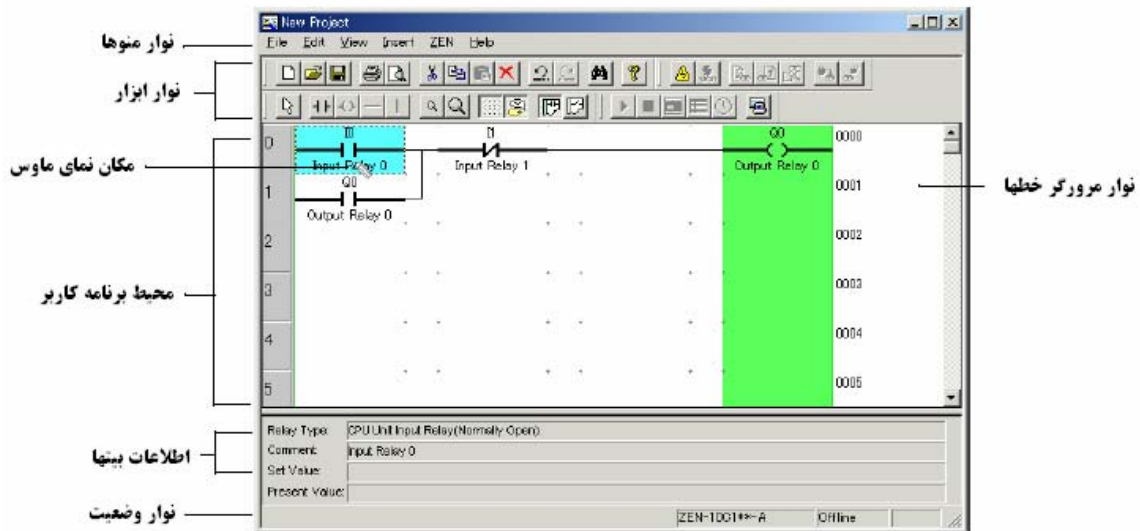 New Project
File Edit View Insert ZEN Help
نوار منوها
نوار ابزار
0
I0
I1
Q0
0000
Input Relay 0
Input Relay 1
Output Relay 0
مکان نمای ماوس
نوار مرورگر خطها
1
Q0
0001
Output Relay 0
2
0002
محیط برنامه کاربر
3
0003
4
0004
5
0005
Relay Type: CPU Unit Input Relay(Normally Open)
Comment: Input Relay 0
اطلاعات بیتها
Set Value:
Present Value:
نوار وضعیت
ZEN-10C1**-A Offline